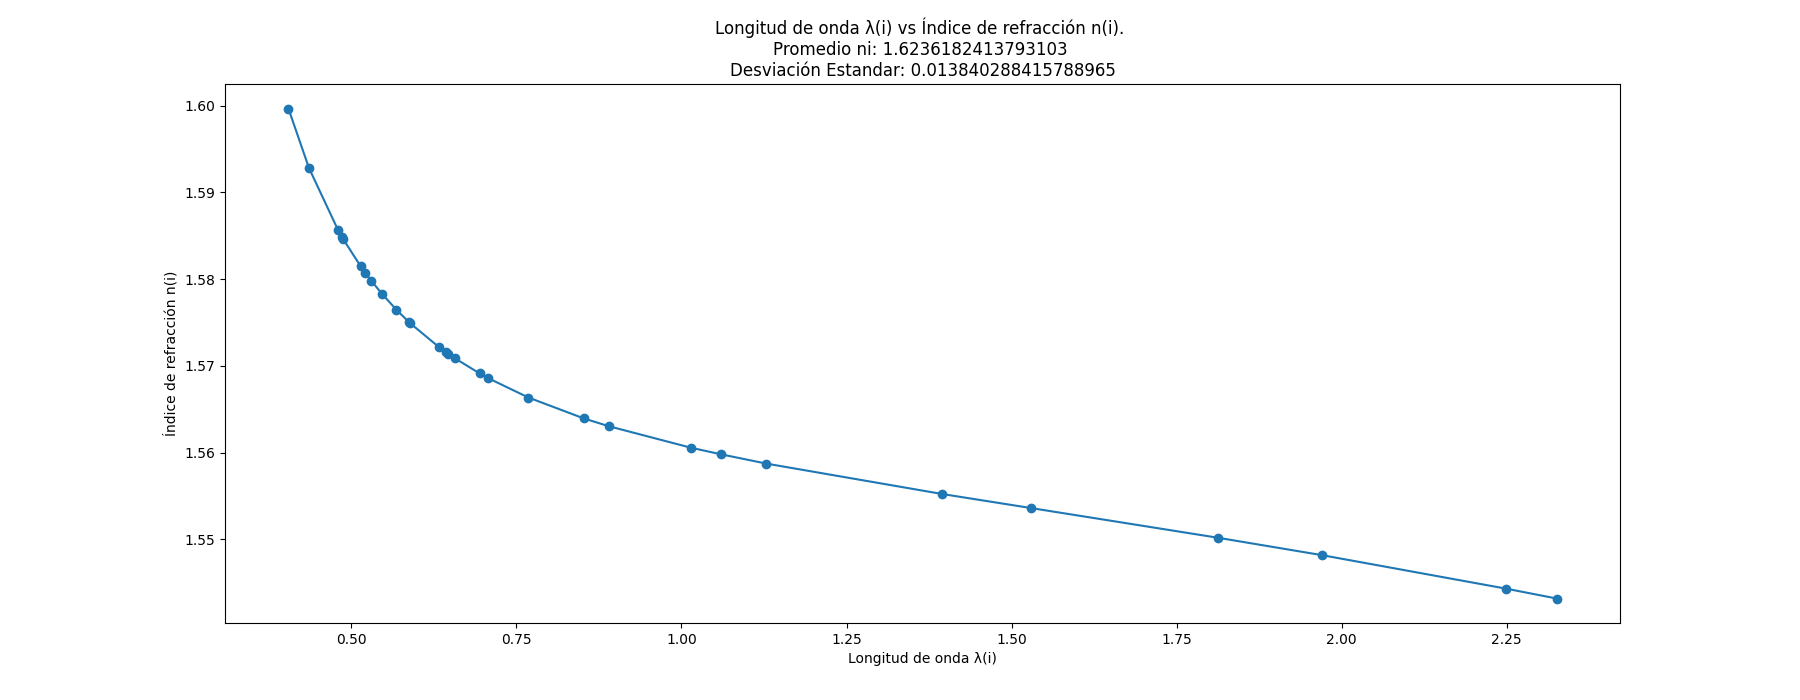 Longitud de onda λ(i) vs Índice de refracción n(i).
Promedio ni: 1.6236182413793103
Desviación Estandar: 0.013840288415788965
1.60
1.59
1.58
1.57
1.56
1.55
Índice de refracción n(i)
0.50 0.75 1.00 1.25 1.50 1.75 2.00 2.25
Longitud de onda λ(i)